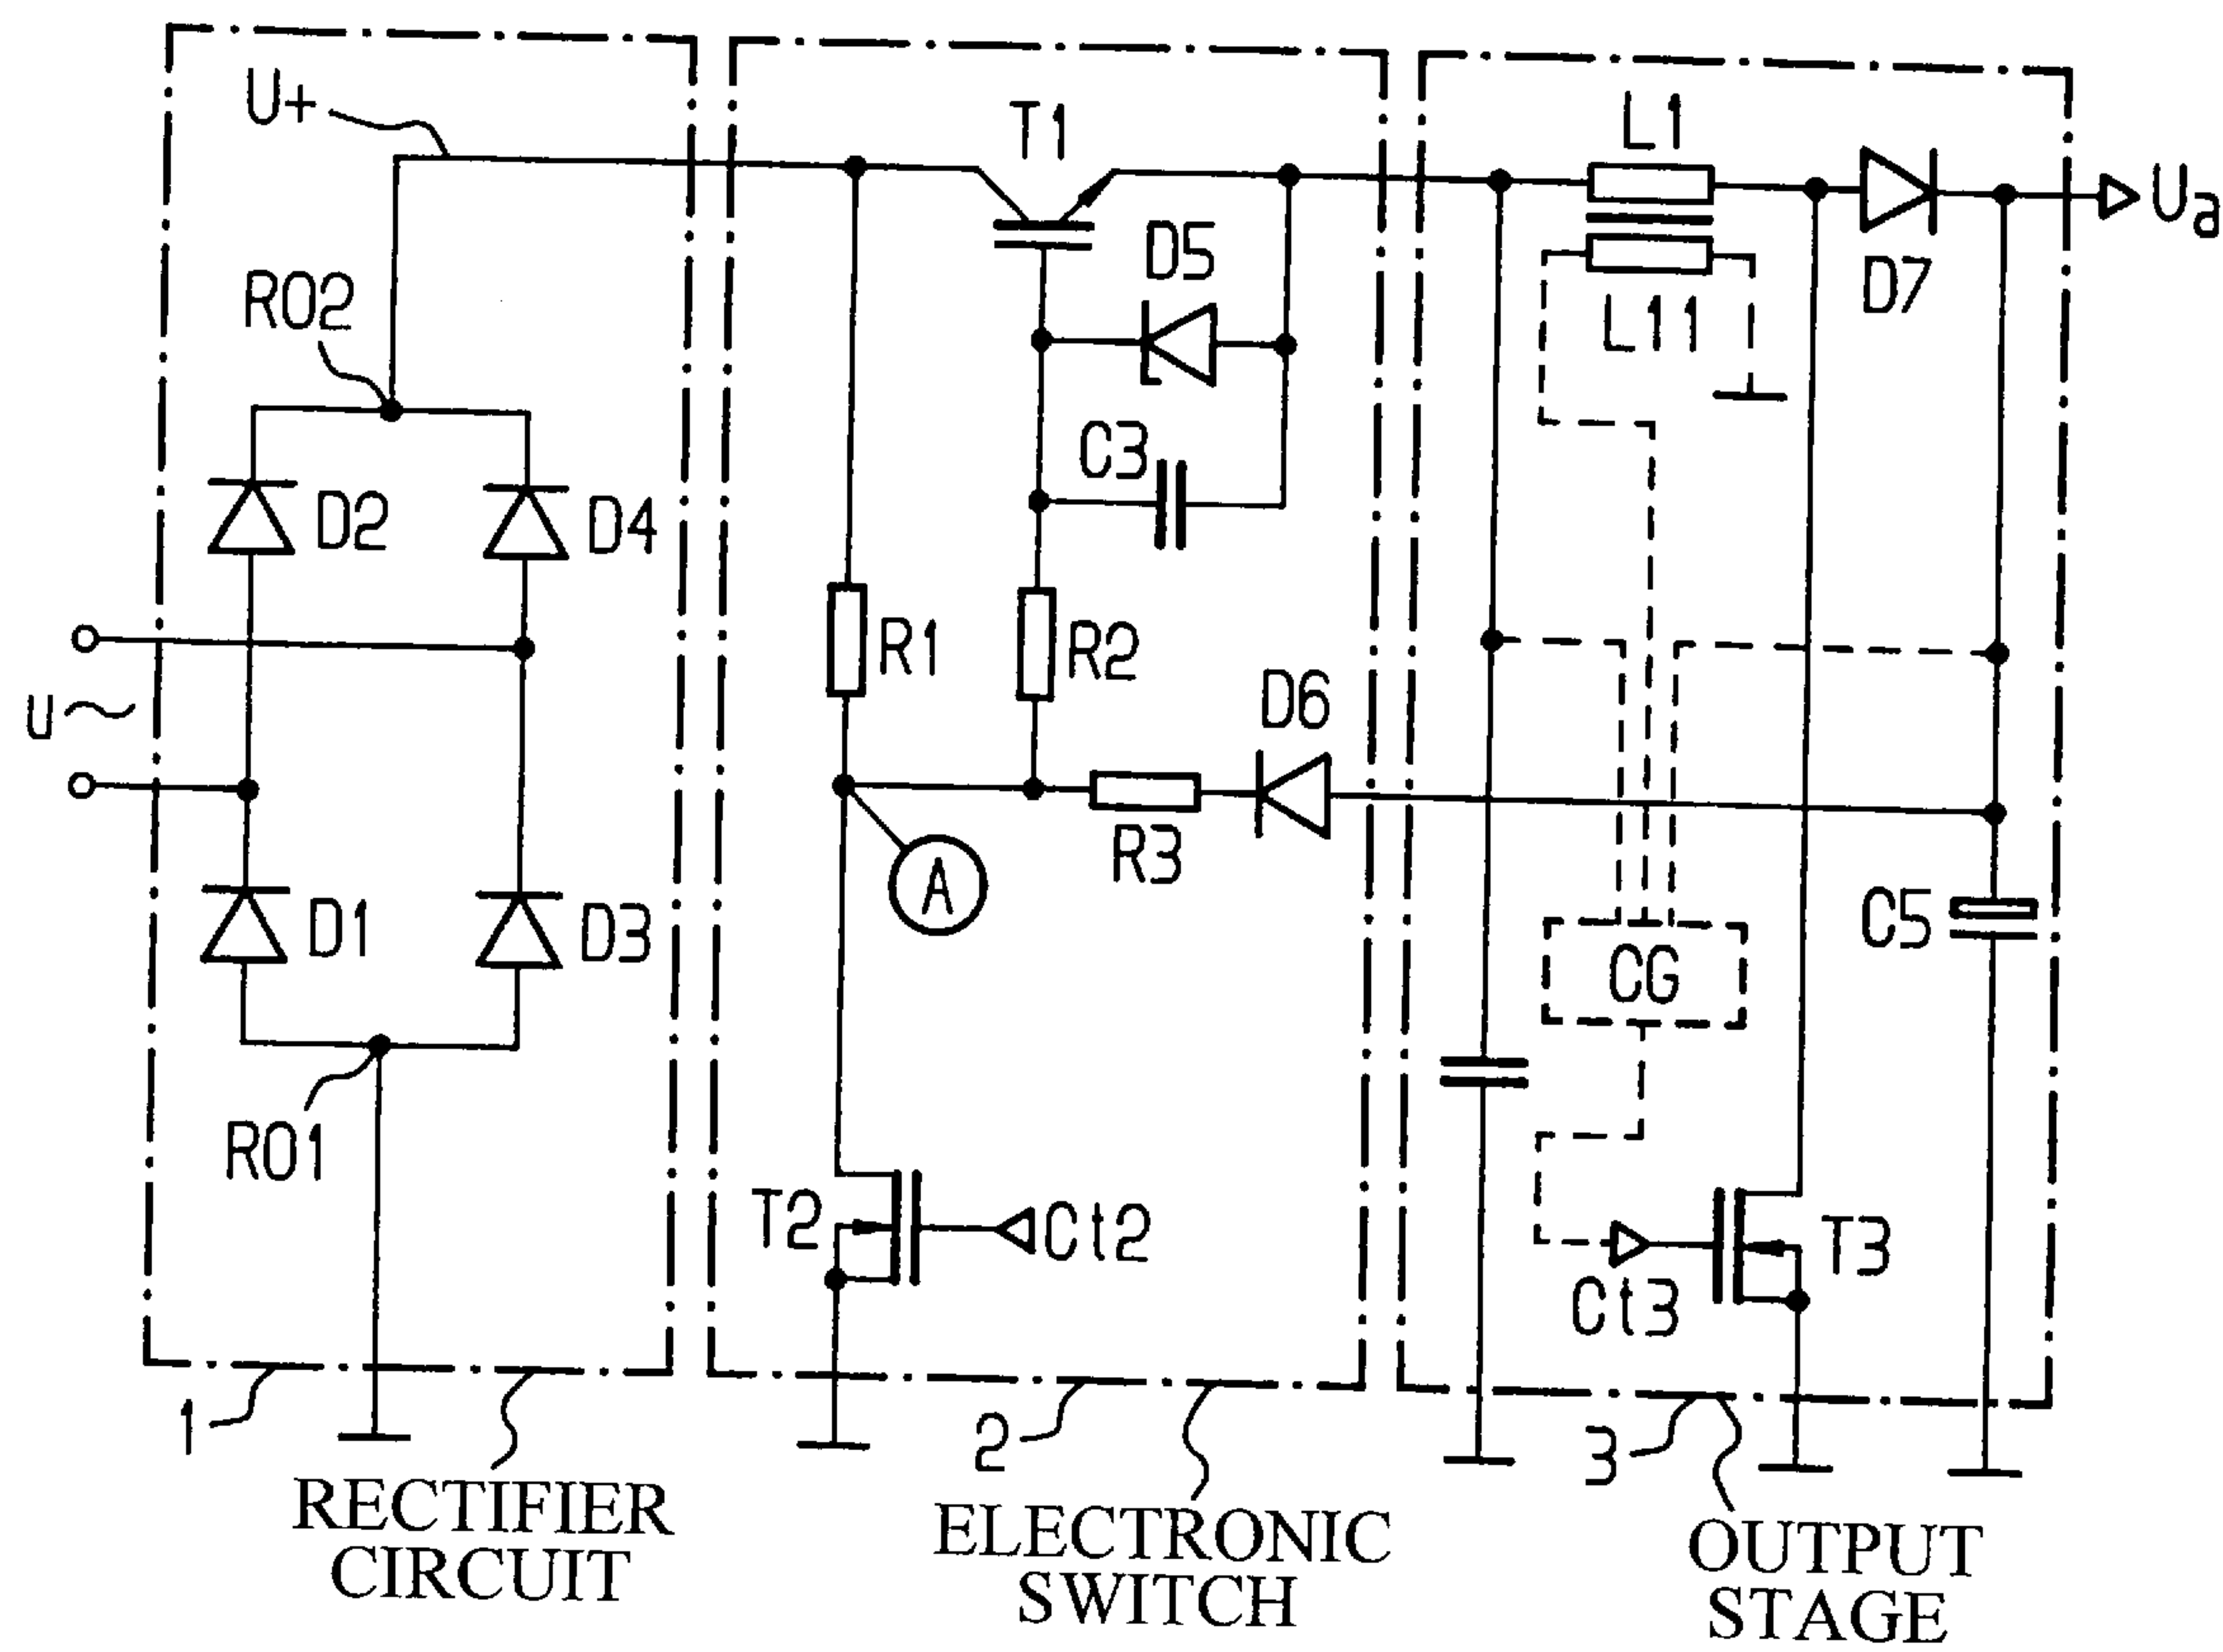 U+
T1
L1
Ua
D5
D7
R02
L11
C3
D2
D4
R1
R2
D6
u~
A
R3
D1
D3
CG
C5
R01
T2
Ct2
T3
Ct3
1
2
3
RECTIFIER
CIRCUIT
ELECTRONIC
SWITCH
OUTPUT
STAGE